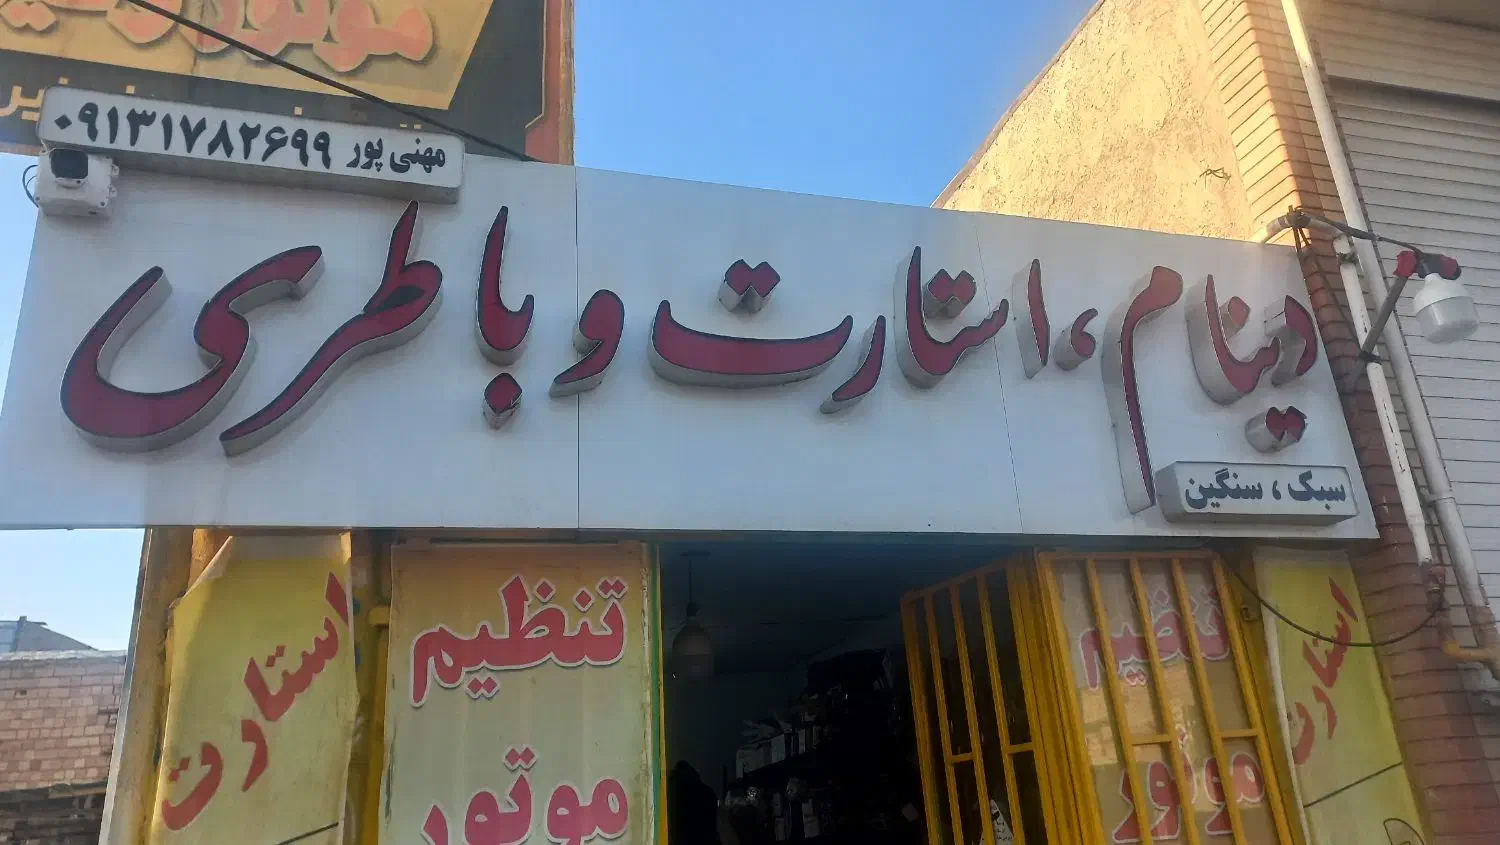 مهنی پور ۰۹۱۳۱۷۸۲۶۹۹
دینام ، استارت و باطری
سبک ، سنگین
استارت
تنظیم
موتور
تنظیم
موتور
استارت